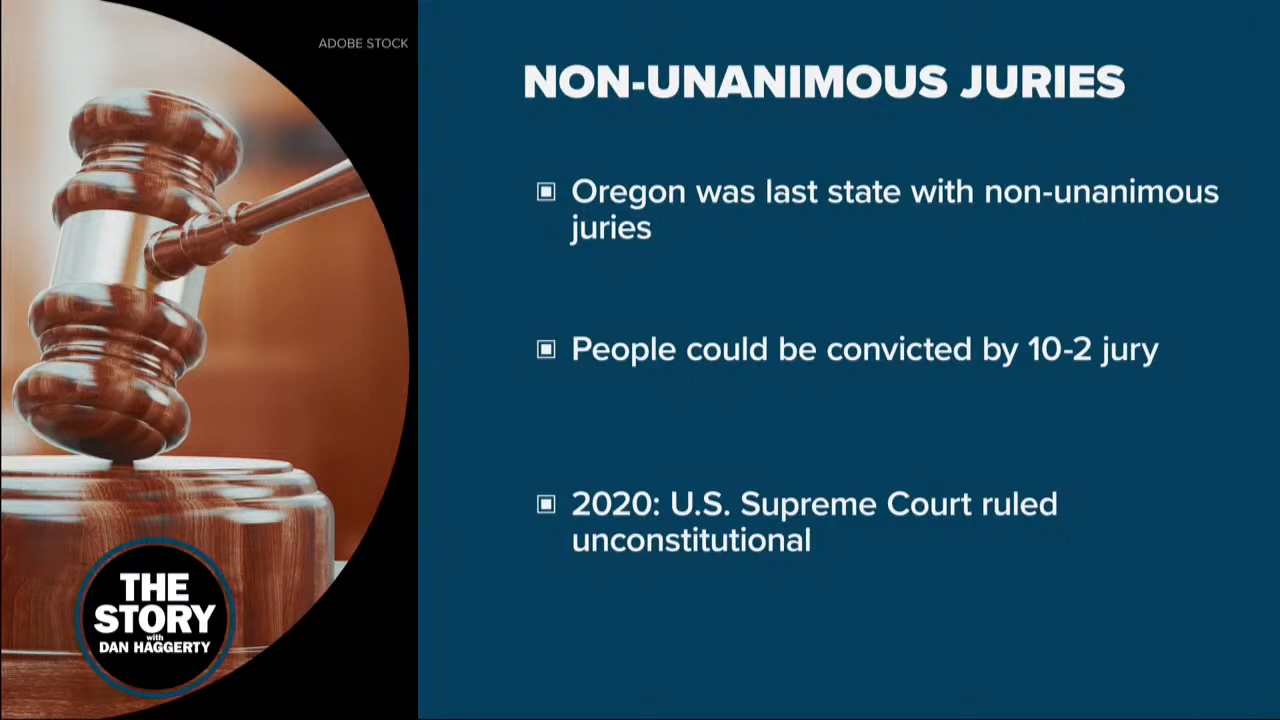 ADOBE STOCK
NON-UNANIMOUS JURIES
Oregon was last state with non-unanimous
juries
People could be convicted by 10-2 jury
2020: U.S. Supreme Court ruled
unconstitutional
THE
STORY
with
DAN HAGGERTY